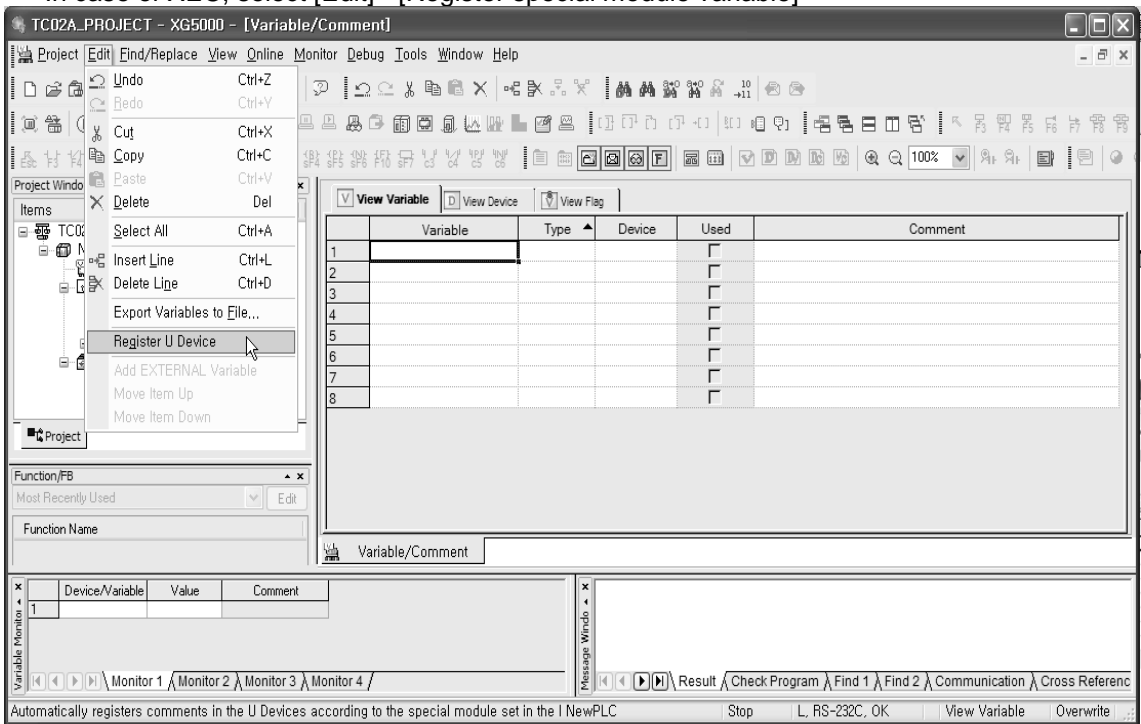 In case of XEC, select [Edit] - [Register special module variable]
TC02A_PROJECT - XG5000 - [Variable/Comment]
Project Edit Find/Replace View Online Monitor Debug Tools Window Help
Undo Ctrl+Z
Redo Ctrl+Y
Cut Ctrl+X
Copy Ctrl+C
Paste Ctrl+V
Delete Del
Select All Ctrl+A
Insert Line Ctrl+L
Delete Line Ctrl+D
Export Variables to File...
Register U Device
Add EXTERNAL Variable
Move Item Up
Move Item Down
100%
Project Windo
Items
TC02
N
Project
V View Variable D View Device View Flag
Variable Type Device Used Comment
1
2
3
4
5
6
7
8
Function/FB
Most Recently Used Edit
Function Name
Variable/Comment
Variable Monitor
Device/Variable Value Comment
1
Monitor 1 Monitor 2 Monitor 3 Monitor 4
Message Windo
Result Check Program Find 1 Find 2 Communication Cross Referenc
Automatically registers comments in the U Devices according to the special module set in the I NewPLC Stop L, RS-232C, OK View Variable Overwrite